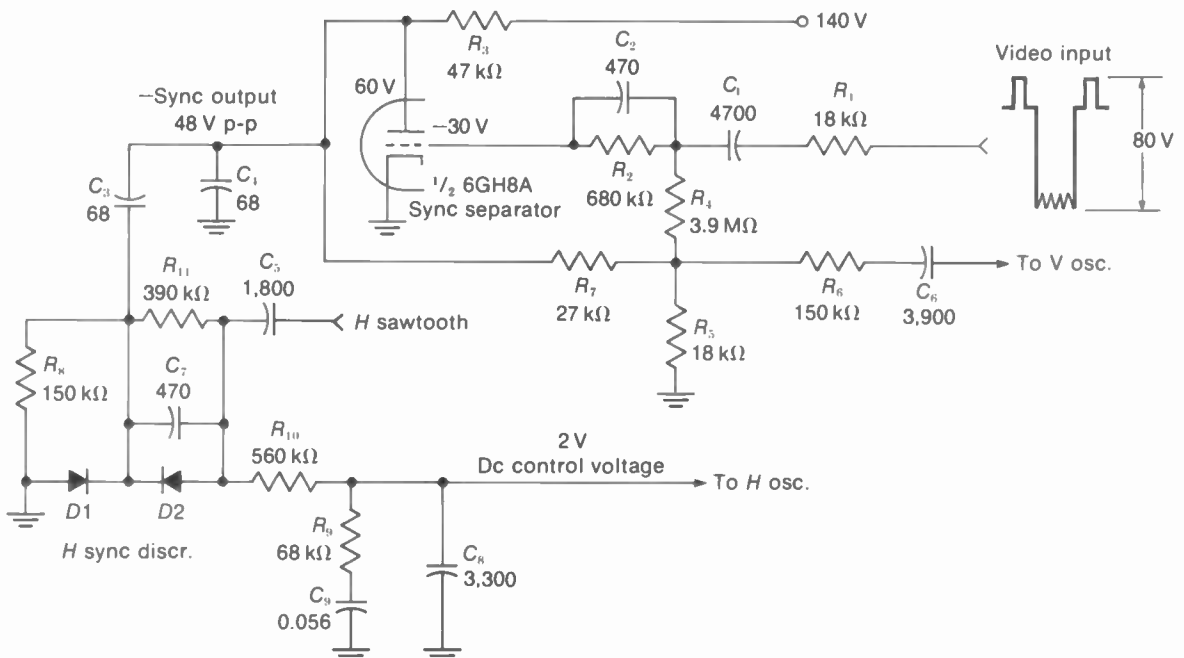 140 V
R₃
47 kΩ
C₂
470
Video input
60 V
C₁
4700
R₁
18 kΩ
–Sync output
48 V p-p
–30 V
80 V
R₂
680 kΩ
C₃
68
C₄
68
½ 6GH8A
Sync separator
R₄
3.9 MΩ
R₁₁
390 kΩ
C₅
1,800
H sawtooth
R₇
27 kΩ
R₆
150 kΩ
C₆
3,900
To V osc.
R₅
18 kΩ
R₈
150 kΩ
C₇
470
R₁₀
560 kΩ
2 V
Dc control voltage
To H osc.
D1
D2
H sync discr.
R₉
68 kΩ
C₈
3,300
C₉
0.056